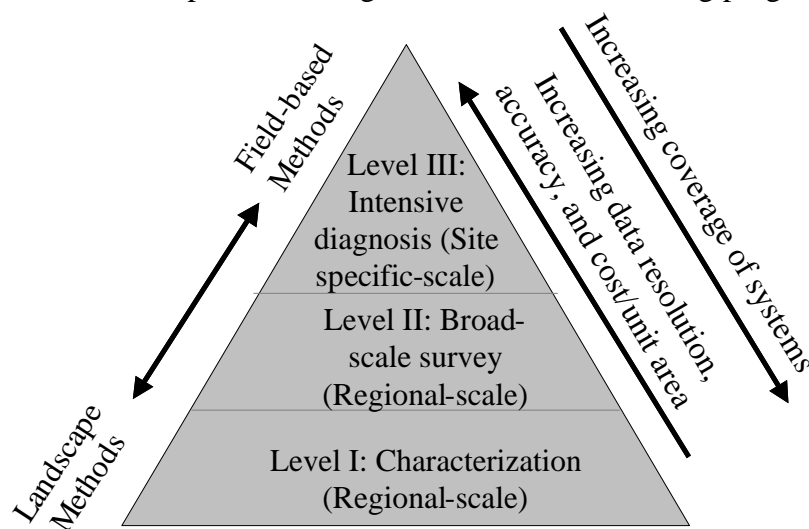 Field-based
Methods
Level III:
Intensive
diagnosis (Site
specific-scale)
Level II: Broad-
scale survey
(Regional-scale)
Level I: Characterization
(Regional-scale)
Landscape
Methods
Increasing data resolution,
accuracy, and cost/unit area
Increasing coverage of systems